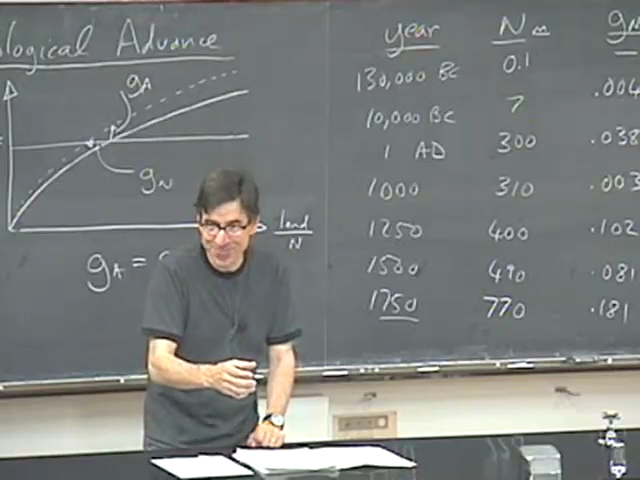 ological Advance
gA
gN
land
N
gA =
year N m gN
130,000 BC 0.1
10,000 BC 7 .004
1 AD 300 .038
1000 310 .003
1250 400 .102
1500 490 .081
1750 770 .181